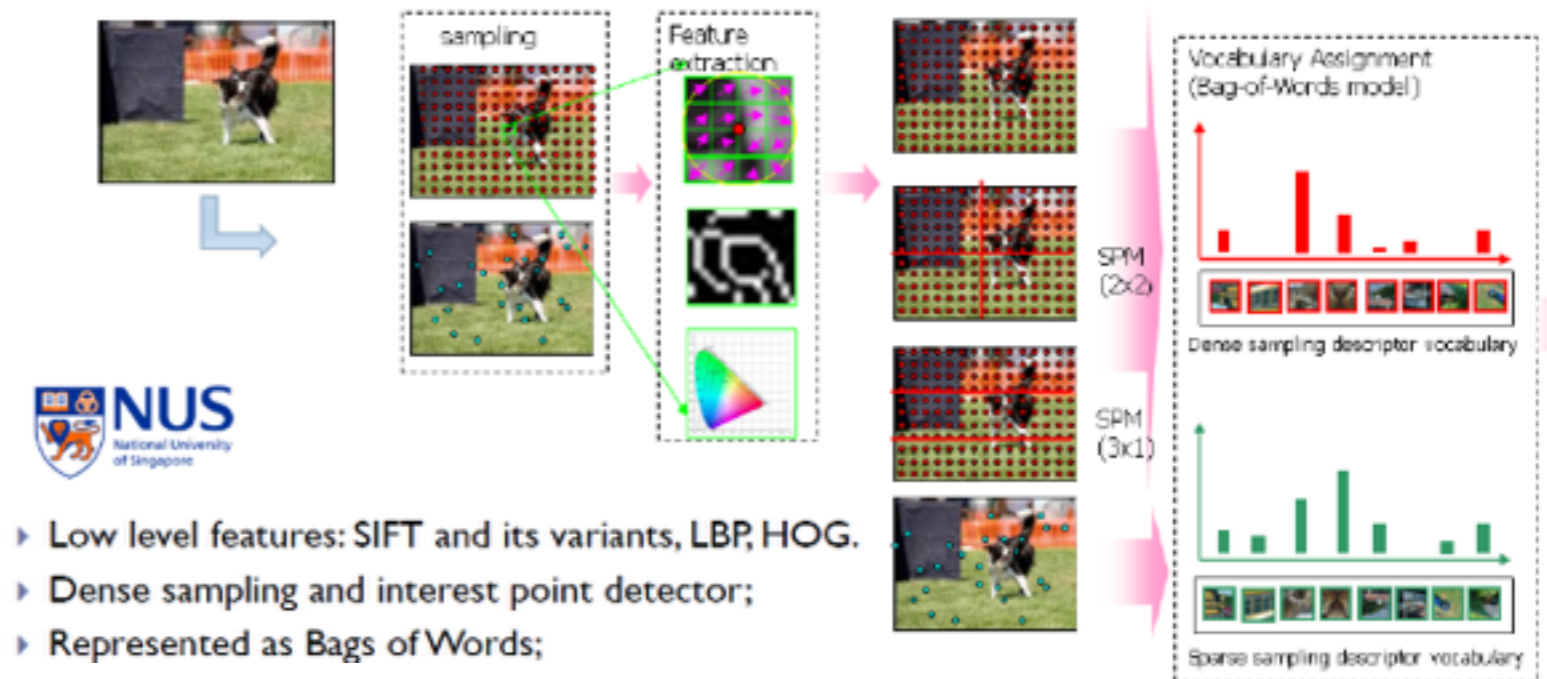 sampling
Feature
extraction
SPM
(2x2)
SPM
(3x1)
Vocabulary Assignment
(Bag-of-Words model)
Dense sampling descriptor vocabulary
Sparse sampling descriptor vocabulary
NUS
National University
of Singapore
Low level features: SIFT and its variants, LBP, HOG.
Dense sampling and interest point detector;
Represented as Bags of Words;